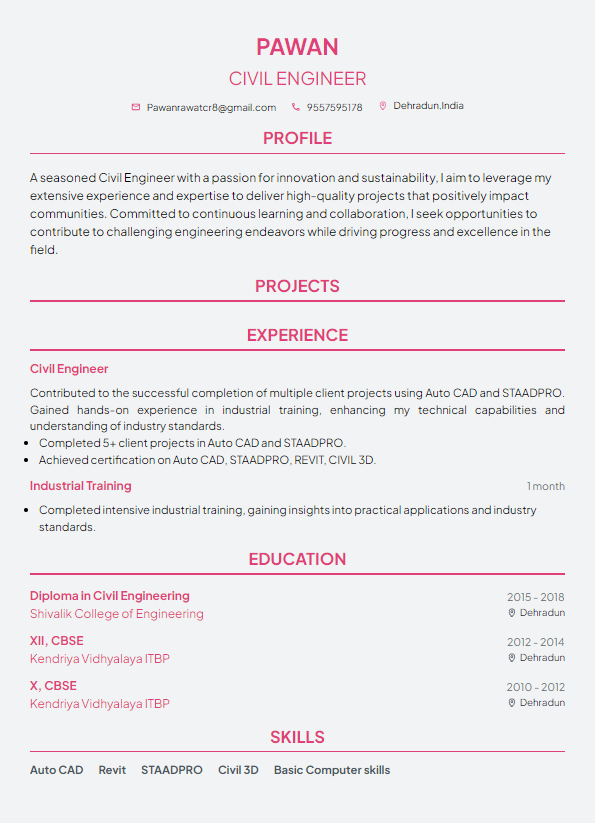 PAWAN
CIVIL ENGINEER
Pawanrawatcr8@gmail.com 9557595178 Dehradun,India
PROFILE
A seasoned Civil Engineer with a passion for innovation and sustainability, I aim to leverage my
extensive experience and expertise to deliver high-quality projects that positively impact
communities. Committed to continuous learning and collaboration, I seek opportunities to
contribute to challenging engineering endeavors while driving progress and excellence in the
field.
PROJECTS
EXPERIENCE
Civil Engineer
Contributed to the successful completion of multiple client projects using Auto CAD and STAADPRO.
Gained hands-on experience in industrial training, enhancing my technical capabilities and
understanding of industry standards.
• Completed 5+ client projects in Auto CAD and STAADPRO.
• Achieved certification on Auto CAD, STAADPRO, REVIT, CIVIL 3D.
Industrial Training 1 month
• Completed intensive industrial training, gaining insights into practical applications and industry
standards.
EDUCATION
Diploma in Civil Engineering 2015 - 2018
Shivalik College of Engineering Dehradun
XII, CBSE 2012 - 2014
Kendriya Vidhyalaya ITBP Dehradun
X, CBSE 2010 - 2012
Kendriya Vidhyalaya ITBP Dehradun
SKILLS
Auto CAD Revit STAADPRO Civil 3D Basic Computer skills